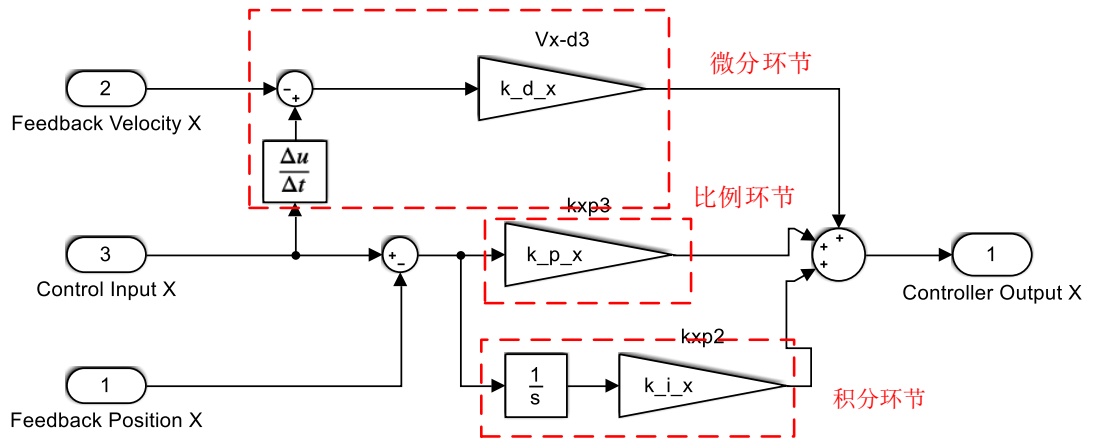 Vx-d3
微分环节
2
k_d_x
Feedback Velocity X
Δu
Δt
kxp3
比例环节
3
k_p_x
1
Control Input X
Controller Output X
kxp2
1
1
s
k_i_x
积分环节
Feedback Position X